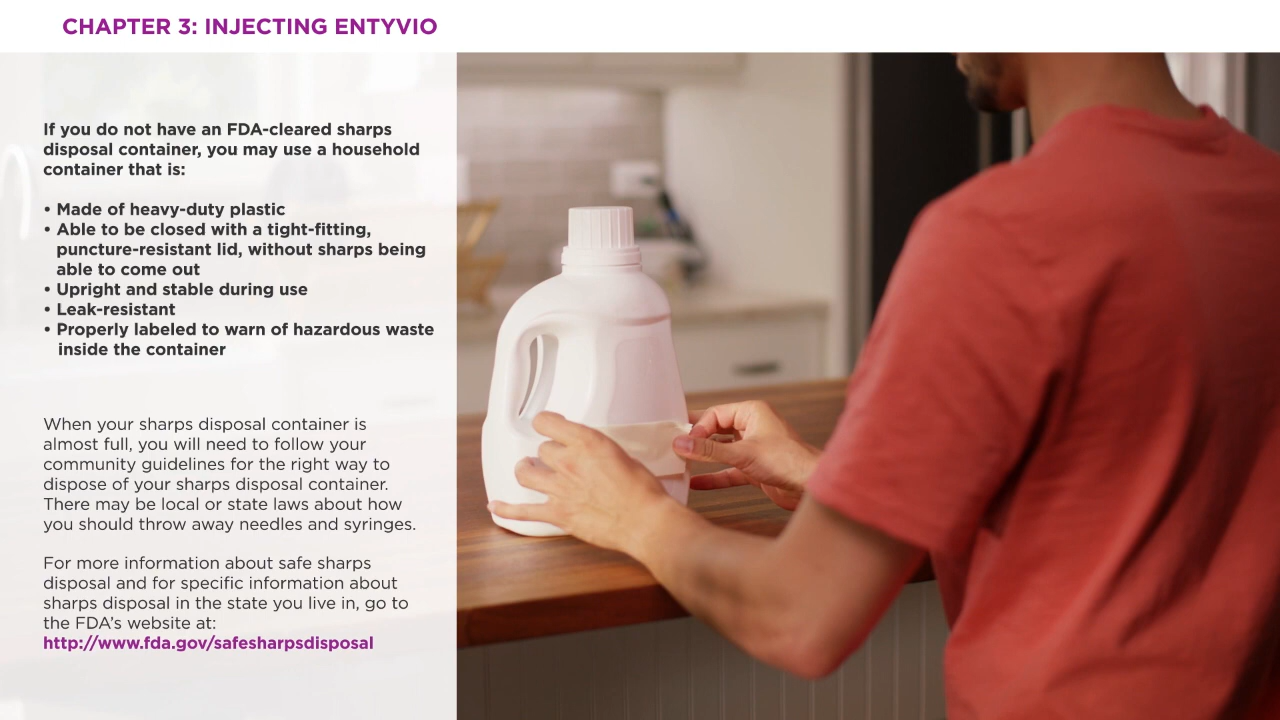 CHAPTER 3: INJECTING ENTYVIO
If you do not have an FDA-cleared sharps
disposal container, you may use a household
container that is:
• Made of heavy-duty plastic
• Able to be closed with a tight-fitting,
puncture-resistant lid, without sharps being
able to come out
• Upright and stable during use
• Leak-resistant
• Properly labeled to warn of hazardous waste
inside the container
When your sharps disposal container is
almost full, you will need to follow your
community guidelines for the right way to
dispose of your sharps disposal container.
There may be local or state laws about how
you should throw away needles and syringes.
For more information about safe sharps
disposal and for specific information about
sharps disposal in the state you live in, go to
the FDA's website at:
http://www.fda.gov/safesharpsdisposal